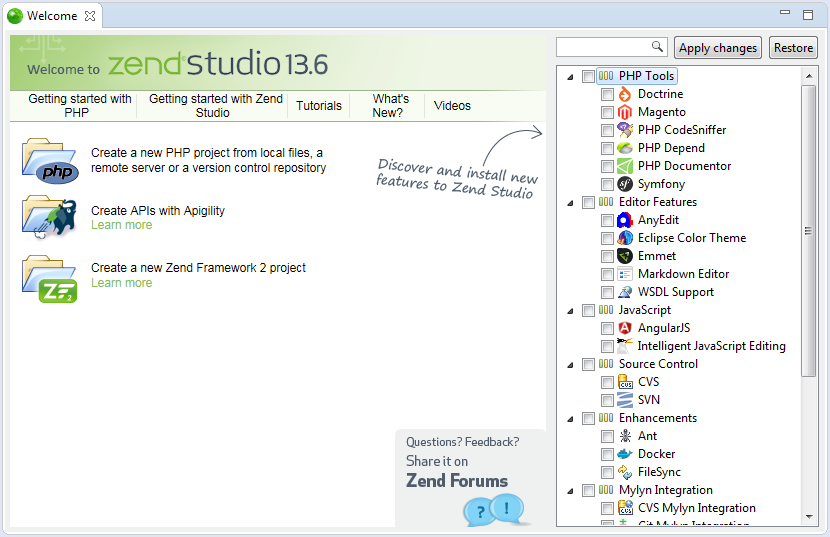 Welcome
Welcome to zend Studio 13.6
Getting started with PHP
Getting started with Zend Studio
Tutorials
What's New?
Videos
Create a new PHP project from local files, a
remote server or a version control repository
php
Create APIs with Apigility
Learn more
Create a new Zend Framework 2 project
Learn more
ZF2
Discover and install new
features to Zend Studio
Questions? Feedback?
Share it on
Zend Forums
Apply changes
Restore
PHP Tools
Doctrine
Magento
PHP CodeSniffer
PHP Depend
PHP Documentor
Symfony
Editor Features
AnyEdit
Eclipse Color Theme
Emmet
Markdown Editor
WSDL Support
JavaScript
AngularJS
Intelligent JavaScript Editing
Source Control
CVS
SVN
Enhancements
Ant
Docker
FileSync
Mylyn Integration
CVS Mylyn Integration
Git Mylyn Integration